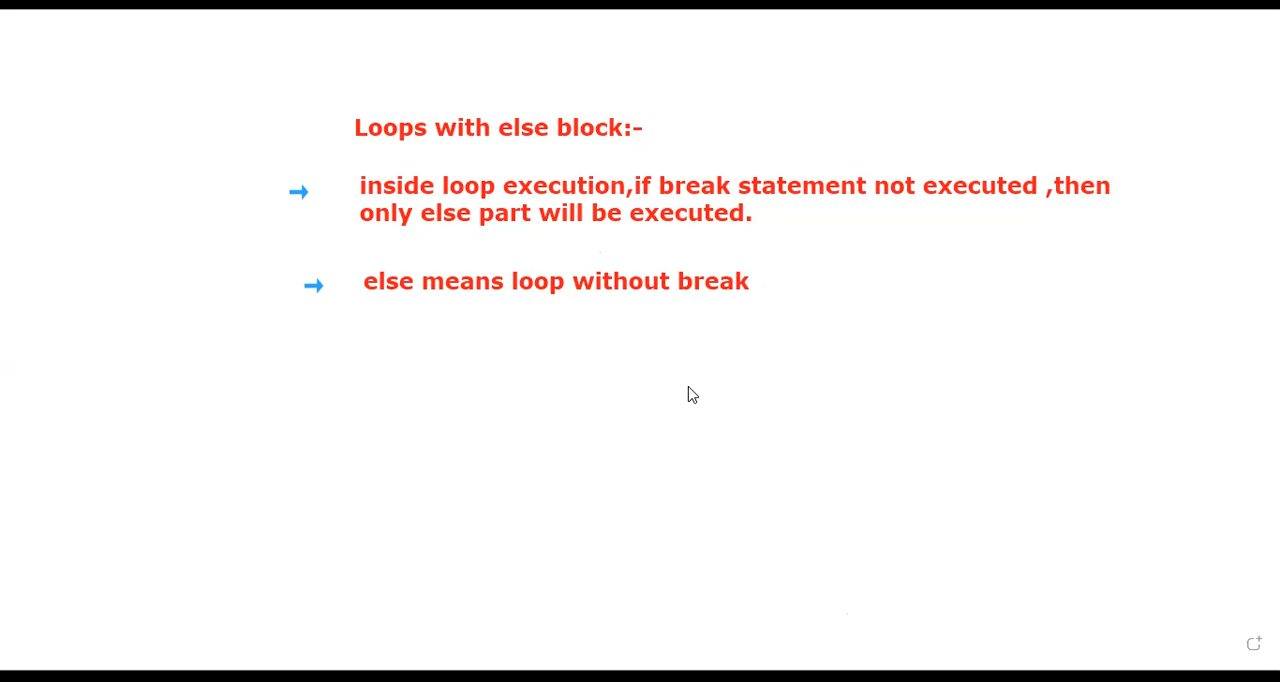 Loops with else block:-
inside loop execution,if break statement not executed ,then
only else part will be executed.
else means loop without break